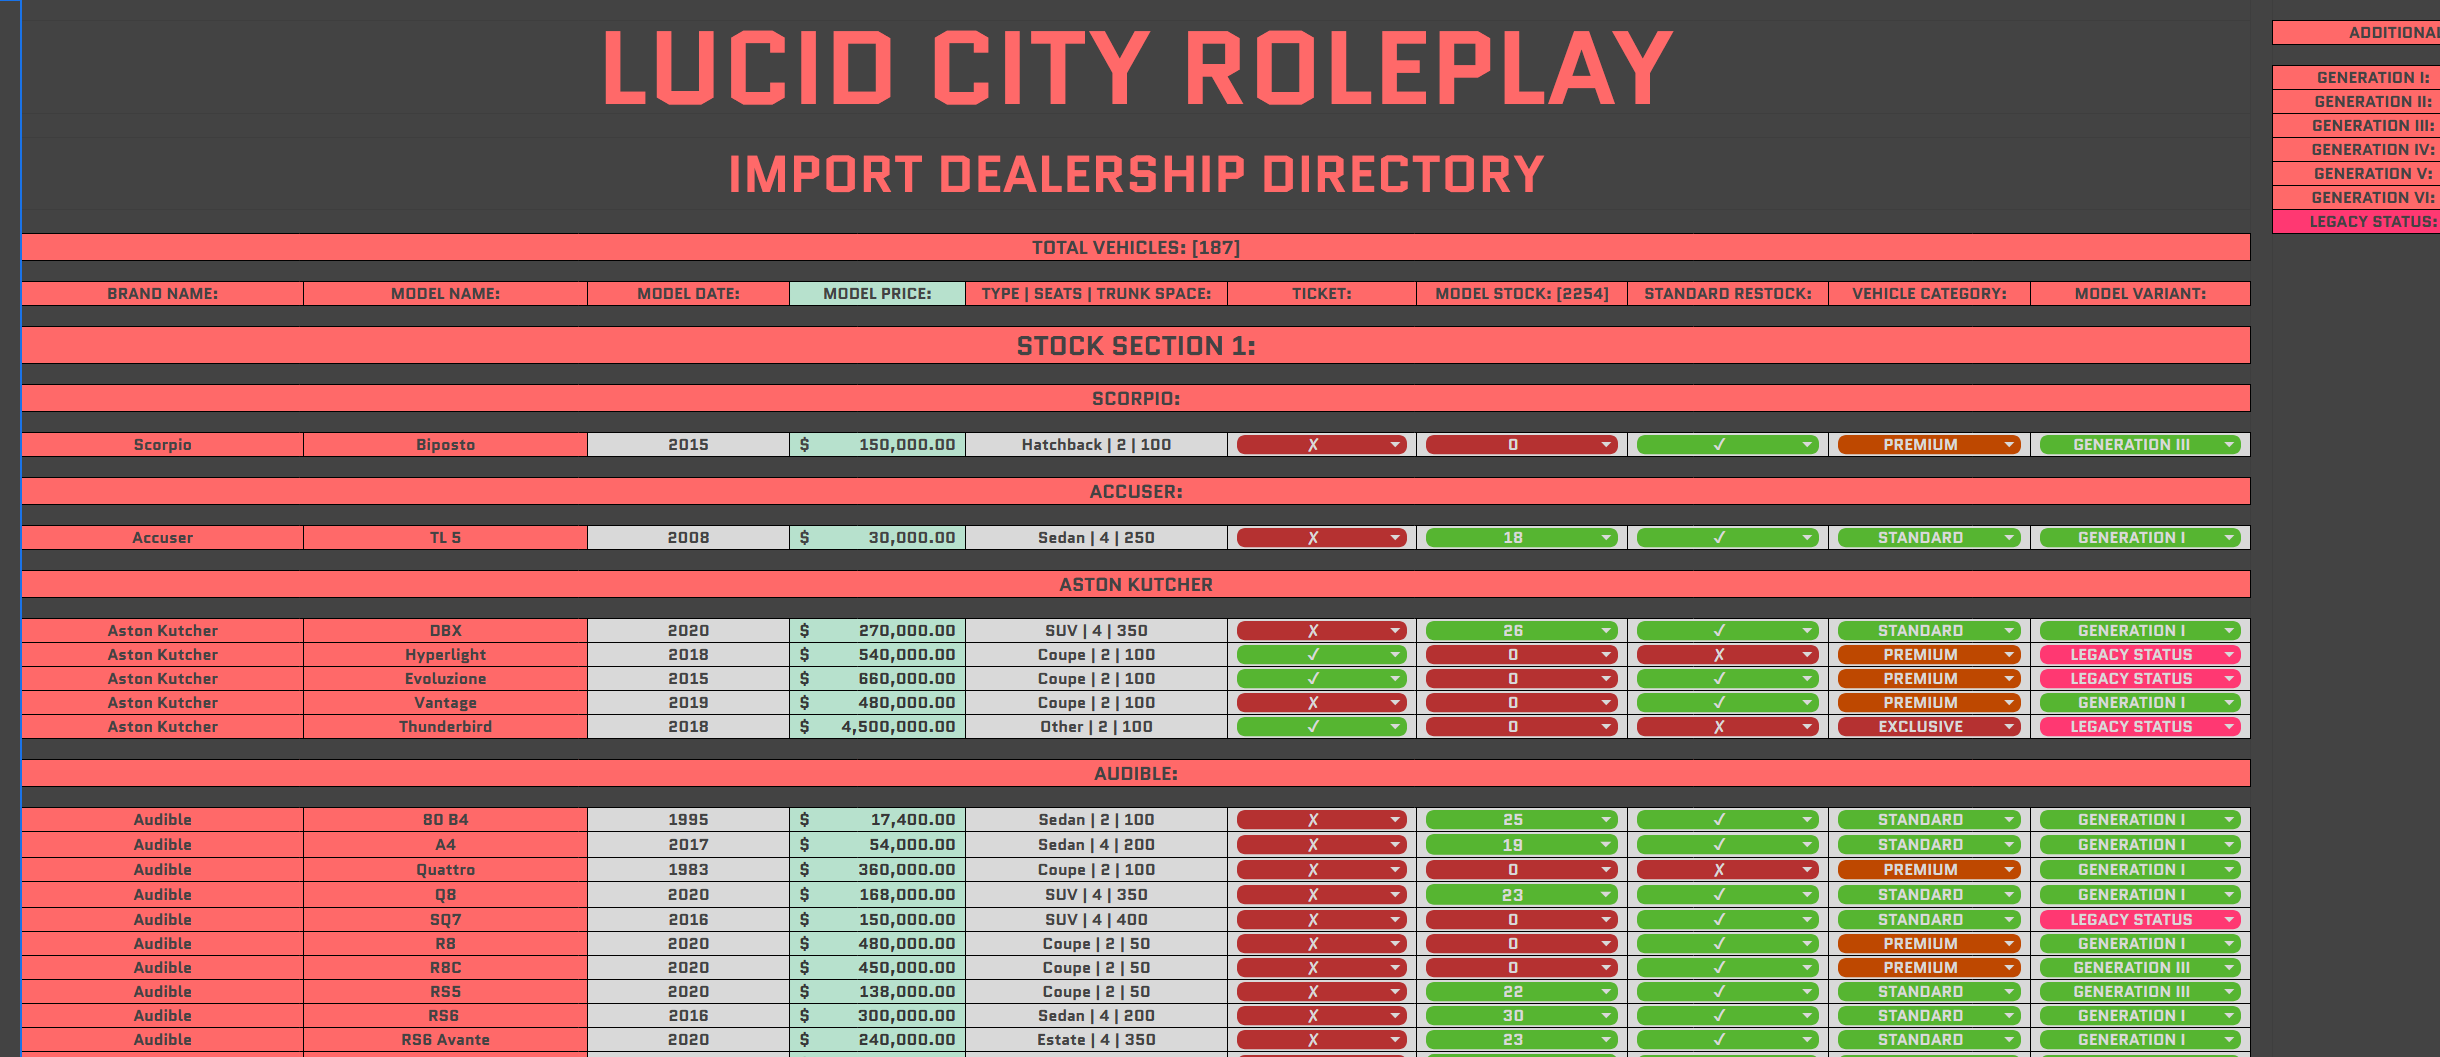 LUCID CITY ROLEPLAY
IMPORT DEALERSHIP DIRECTORY
TOTAL VEHICLES: [187]
BRAND NAME: MODEL NAME: MODEL DATE: MODEL PRICE: TYPE | SEATS | TRUNK SPACE: TICKET: MODEL STOCK: [2254] STANDARD RESTOCK: VEHICLE CATEGORY: MODEL VARIANT:
STOCK SECTION 1:
SCORPIO:
Scorpio Biposto 2015 $ 150,000.00 Hatchback | 2 | 100 ✗ 0 ✓ PREMIUM GENERATION III
ACCUSER:
Accuser TL 5 2008 $ 30,000.00 Sedan | 4 | 250 ✗ 18 ✓ STANDARD GENERATION I
ASTON KUTCHER
Aston Kutcher DBX 2020 $ 270,000.00 SUV | 4 | 350 ✗ 26 ✓ STANDARD GENERATION I
Aston Kutcher Hyperlight 2018 $ 540,000.00 Coupe | 2 | 100 ✓ 0 ✗ PREMIUM LEGACY STATUS
Aston Kutcher Evoluzione 2015 $ 660,000.00 Coupe | 2 | 100 ✓ 0 ✓ PREMIUM LEGACY STATUS
Aston Kutcher Vantage 2019 $ 480,000.00 Coupe | 2 | 100 ✗ 0 ✓ PREMIUM GENERATION I
Aston Kutcher Thunderbird 2018 $ 4,500,000.00 Other | 2 | 100 ✓ 0 ✗ EXCLUSIVE LEGACY STATUS
AUDIBLE:
Audible 80 B4 1995 $ 17,400.00 Sedan | 2 | 100 ✗ 25 ✓ STANDARD GENERATION I
Audible A4 2017 $ 54,000.00 Sedan | 4 | 200 ✗ 19 ✓ STANDARD GENERATION I
Audible Quattro 1983 $ 360,000.00 Coupe | 2 | 100 ✗ 0 ✗ PREMIUM GENERATION I
Audible Q8 2020 $ 168,000.00 SUV | 4 | 350 ✗ 23 ✓ STANDARD GENERATION I
Audible SQ7 2016 $ 150,000.00 SUV | 4 | 400 ✗ 0 ✓ STANDARD LEGACY STATUS
Audible R8 2020 $ 480,000.00 Coupe | 2 | 50 ✗ 0 ✓ PREMIUM GENERATION I
Audible R8C 2020 $ 450,000.00 Coupe | 2 | 50 ✗ 0 ✓ PREMIUM GENERATION III
Audible RS5 2020 $ 138,000.00 Coupe | 2 | 50 ✗ 22 ✓ STANDARD GENERATION III
Audible RS6 2016 $ 300,000.00 Sedan | 4 | 200 ✗ 30 ✓ STANDARD GENERATION I
Audible RS6 Avante 2020 $ 240,000.00 Estate | 4 | 350 ✗ 23 ✓ STANDARD GENERATION I
ADDITIONAL
GENERATION I:
GENERATION II:
GENERATION III:
GENERATION IV:
GENERATION V:
GENERATION VI:
LEGACY STATUS: